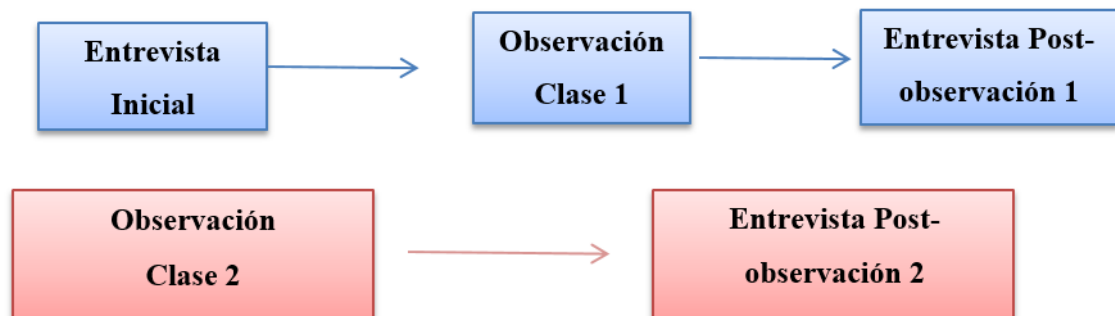 Entrevista
Inicial
Observación
Clase 1
Entrevista Post-
observación 1
Observación
Clase 2
Entrevista Post-
observación 2